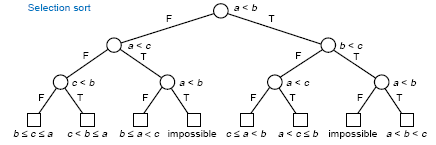 Selection sort
a < b
F T
a < c b < c
F T F T
c < b a < b a < c a < b
F T F T F T F T
b ≤ c ≤ a c < b ≤ a b ≤ a < c impossible c ≤ a < b a < c ≤ b impossible a < b < c